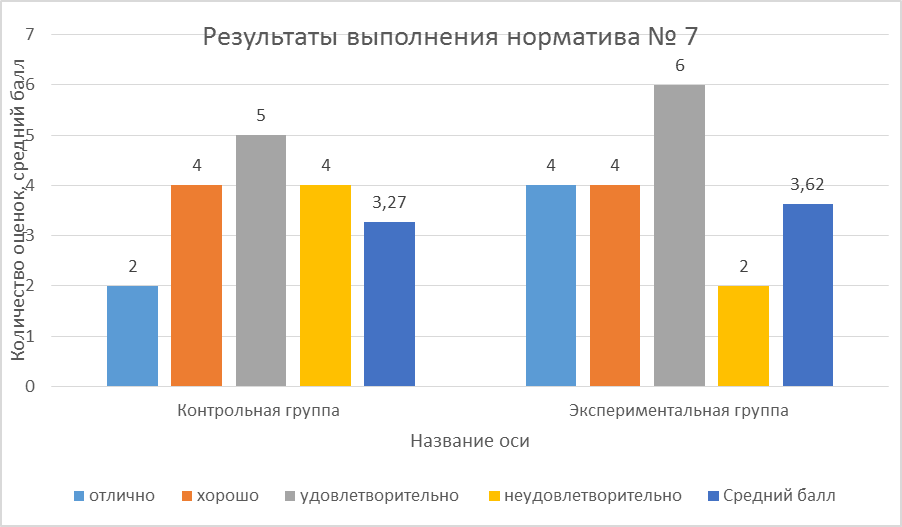 Результаты выполнения норматива № 7
Количество оценок, средний балл
7
6
5
4
3
2
1
0
2
4
5
4
3,27
4
4
6
2
3,62
Контрольная группа
Экспериментальная группа
Название оси
отлично
хорошо
удовлетворительно
неудовлетворительно
Средний балл